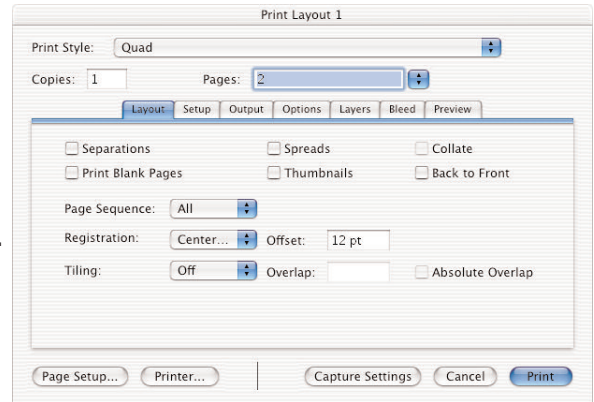 Print Layout 1
Print Style: Quad
Copies: 1 Pages: 2
Layout Setup Output Options Layers Bleed Preview
Separations Spreads Collate
Print Blank Pages Thumbnails Back to Front
Page Sequence: All
Registration: Center... Offset: 12 pt
Tiling: Off Overlap: Absolute Overlap
Page Setup... Printer... Capture Settings Cancel Print